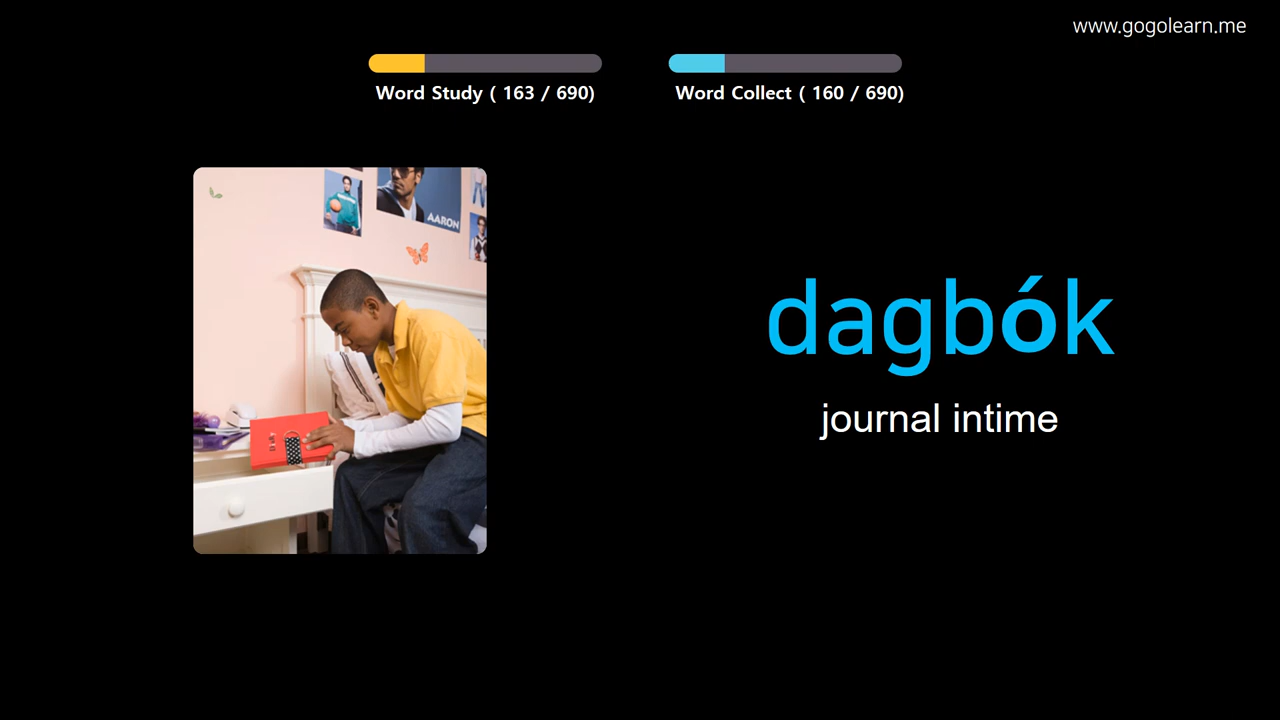 www.gogolearn.me
Word Study ( 163 / 690)
Word Collect ( 160 / 690)
AARON
dagbók
journal intime